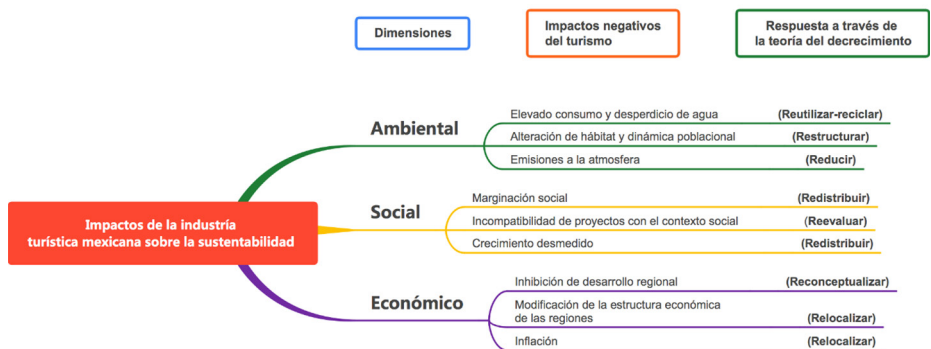 Dimensiones
Impactos negativos
del turismo
Respuesta a través de
la teoría del decrecimiento
Impactos de la industria
turística mexicana sobre la sustentabilidad
Ambiental
Elevado consumo y desperdicio de agua (Reutilizar-reciclar)
Alteración de hábitat y dinámica poblacional (Restructurar)
Emisiones a la atmosfera (Reducir)
Social
Marginación social (Redistribuir)
Incompatibilidad de proyectos con el contexto social (Reevaluar)
Crecimiento desmedido (Redistribuir)
Económico
Inhibición de desarrollo regional (Reconceptualizar)
Modificación de la estructura económica
de las regiones (Relocalizar)
Inflación (Relocalizar)